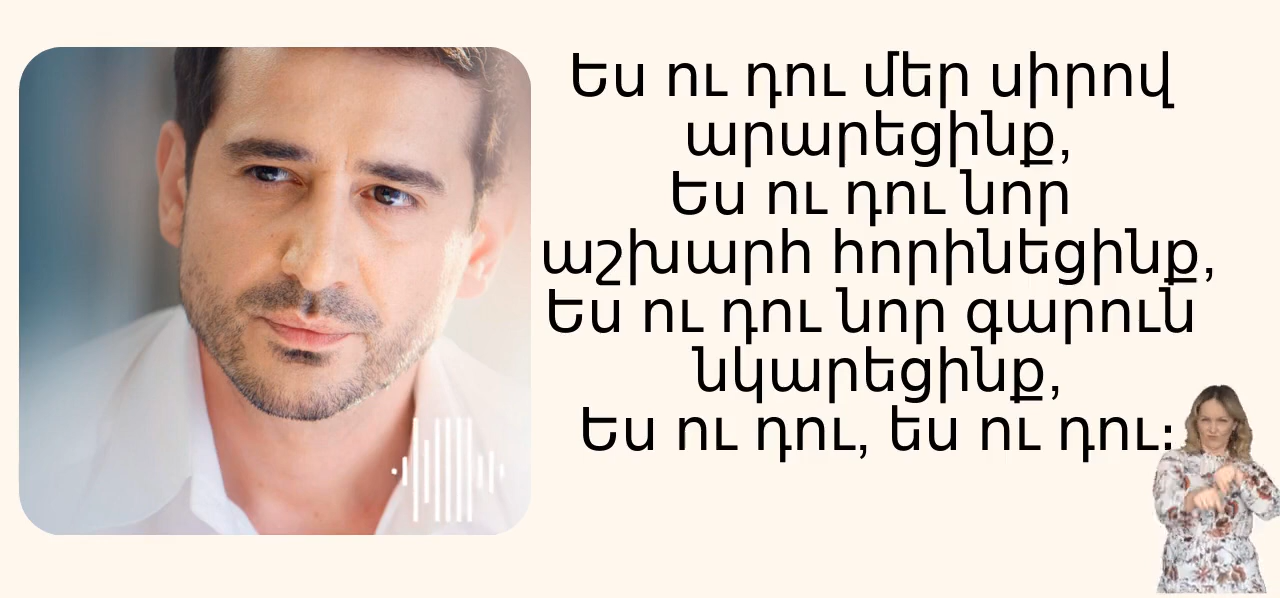 Ես ու դու մեր սիրով
արարեցինք,
Ես ու դու նոր
աշխարհ հորինեցինք,
Ես ու դու նոր գարուն
նկարեցինք,
Ես ու դու, ես ու դու։